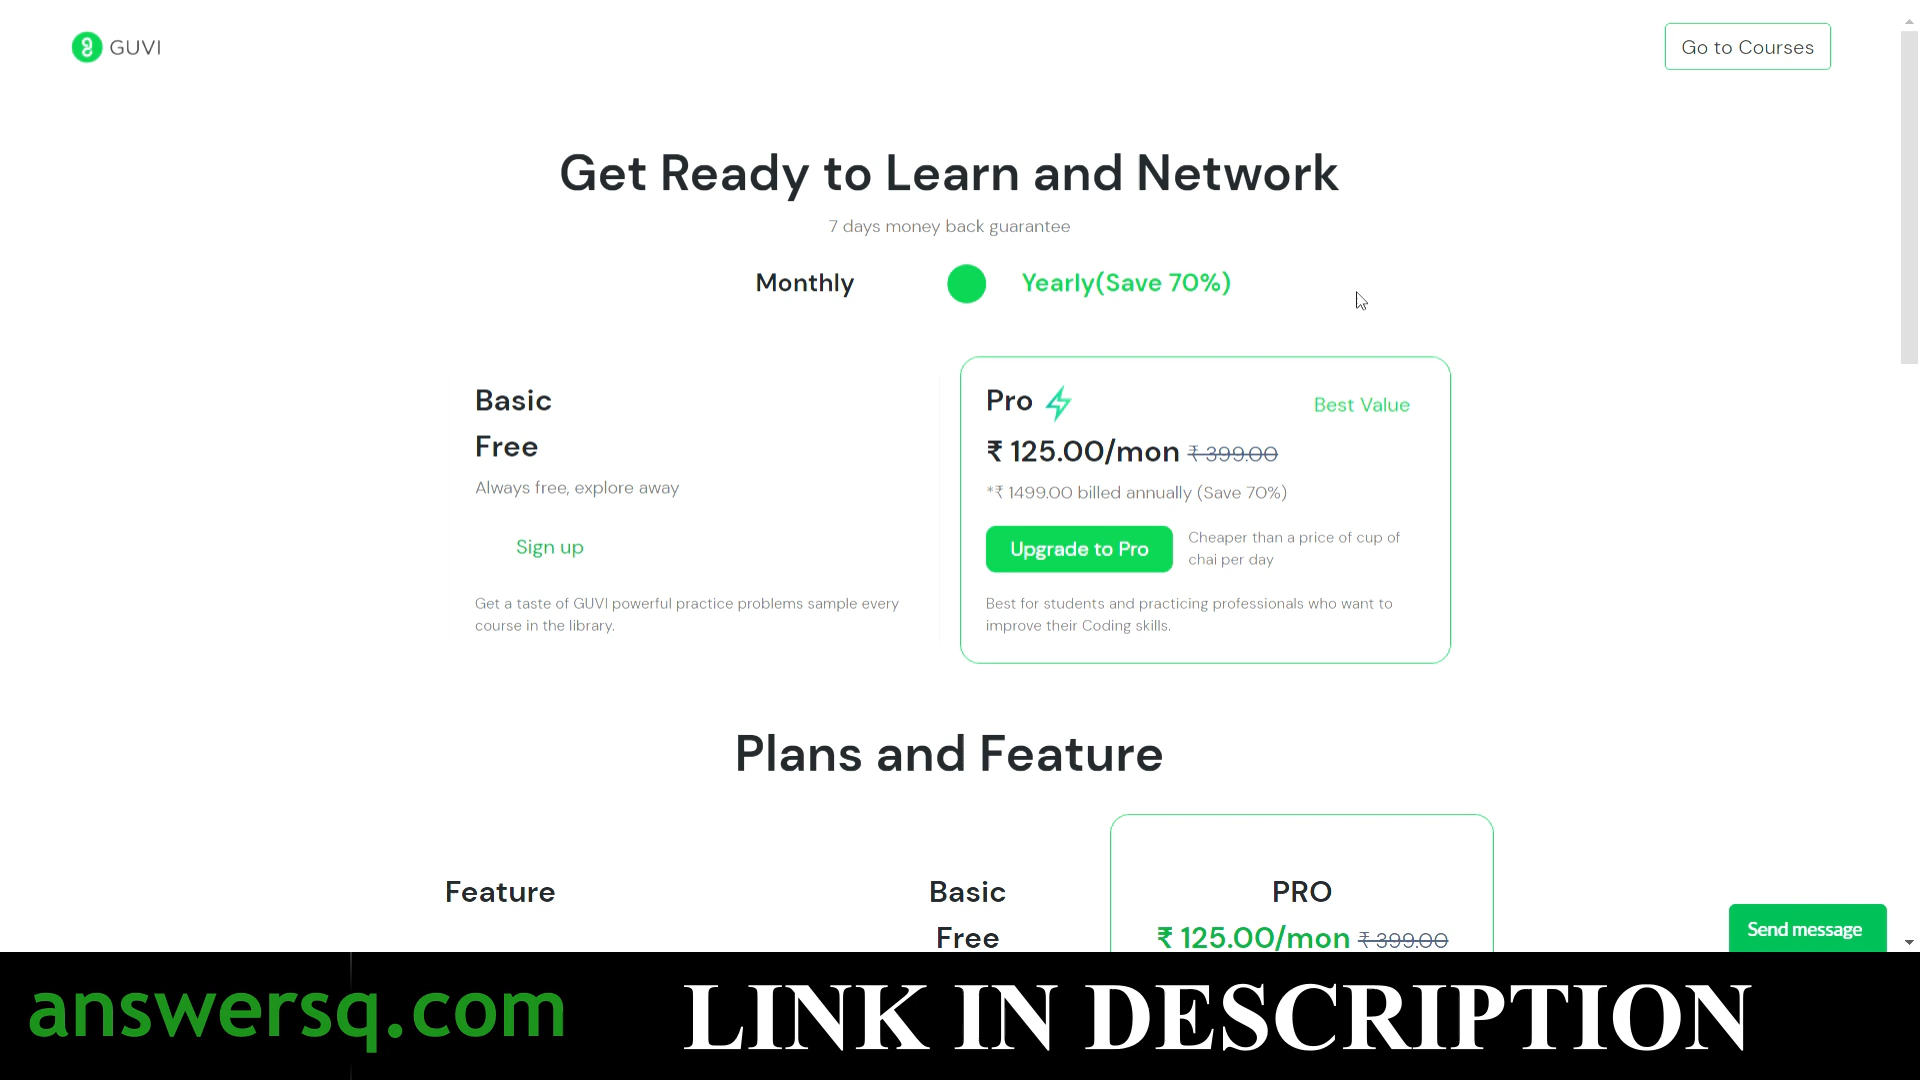 GUVI
Go to Courses
Get Ready to Learn and Network
7 days money back guarantee
Monthly
Yearly(Save 70%)
Basic
Free
Always free, explore away
Sign up
Get a taste of GUVI powerful practice problems sample every
course in the library.
Pro
Best Value
₹ 125.00/mon ₹ 399.00
*₹ 1499.00 billed annually (Save 70%)
Upgrade to Pro
Cheaper than a price of cup of
chai per day
Best for students and practicing professionals who want to
improve their Coding skills.
Plans and Feature
Feature
Basic
Free
PRO
₹ 125.00/mon ₹ 399.00
Send message
answersq.com
LINK IN DESCRIPTION